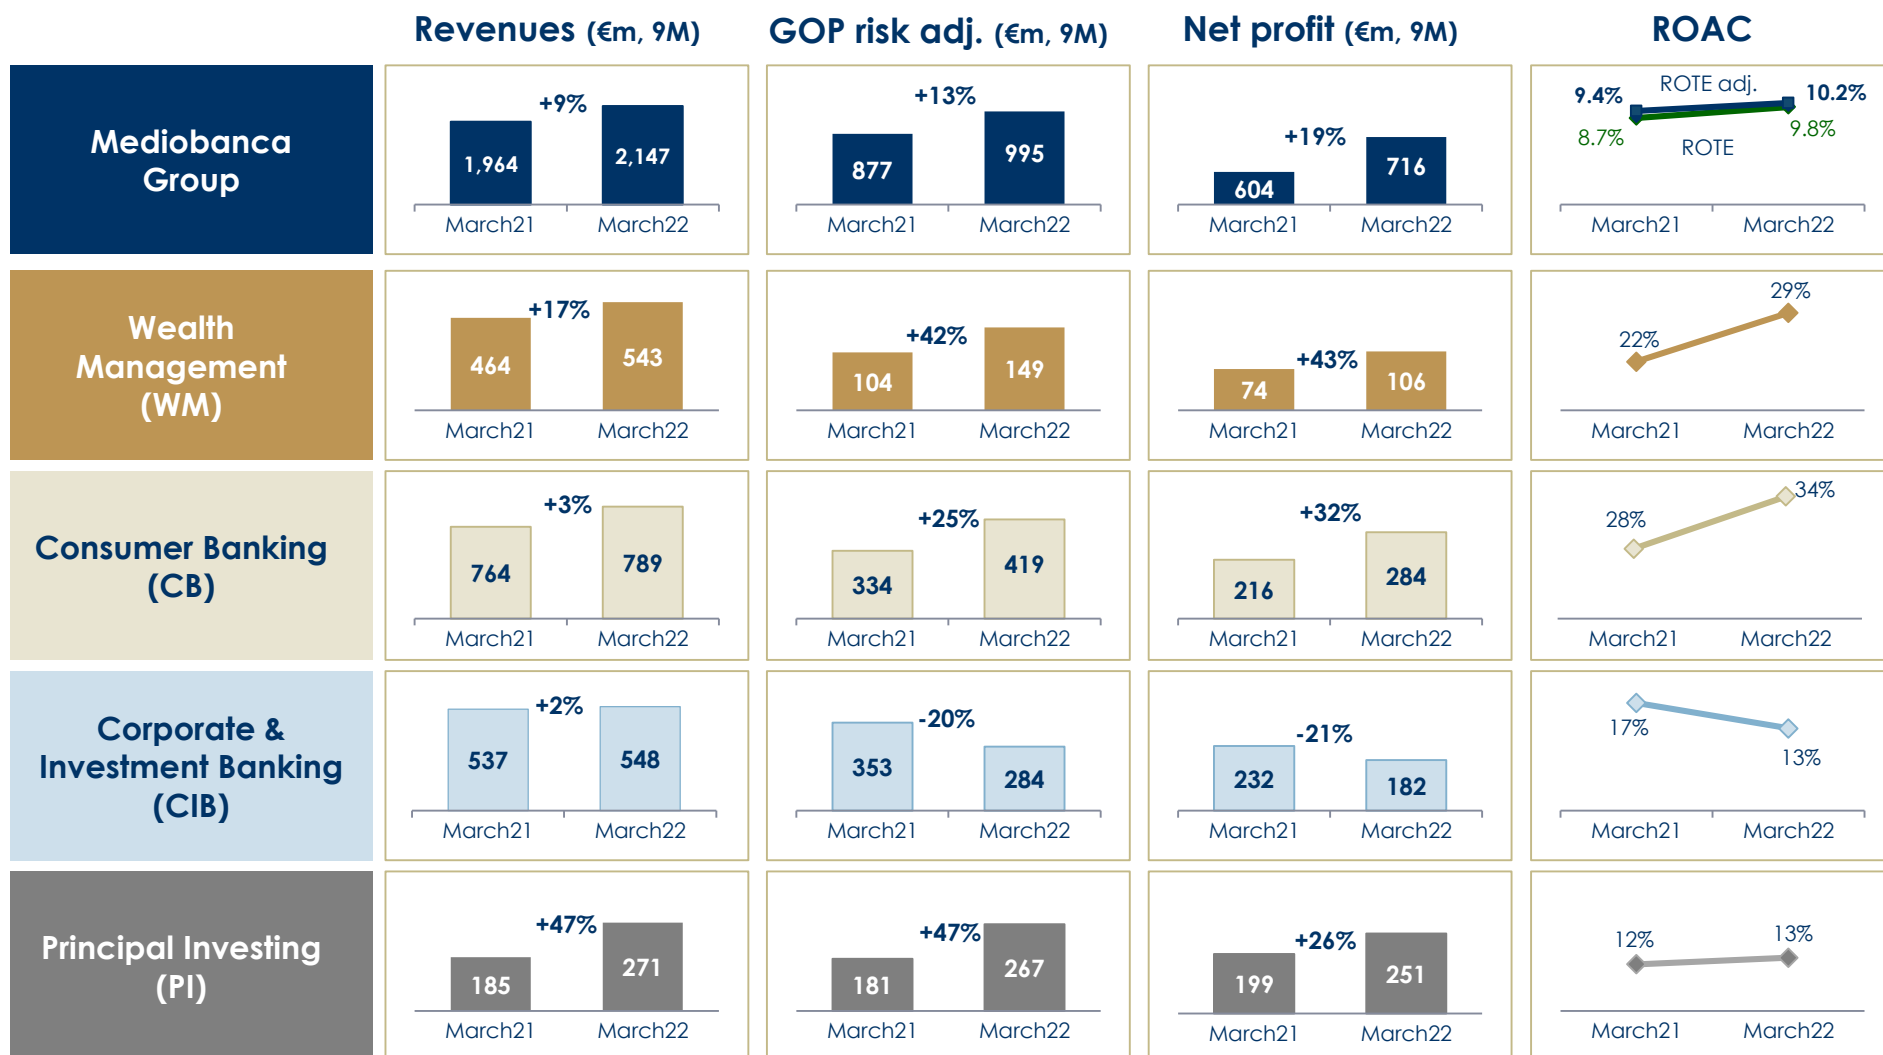 Revenues (€m, 9M)
GOP risk adj. (€m, 9M)
Net profit (€m, 9M)
ROAC
Mediobanca
Group
+9%
1,964
2,147
March21
March22
+13%
877
995
March21
March22
+19%
604
716
March21
March22
9.4%
ROTE adj.
10.2%
8.7%
ROTE
9.8%
March21
March22
Wealth
Management
(WM)
+17%
464
543
March21
March22
+42%
104
149
March21
March22
+43%
74
106
March21
March22
22%
29%
March21
March22
Consumer Banking
(CB)
+3%
764
789
March21
March22
+25%
334
419
March21
March22
+32%
216
284
March21
March22
28%
34%
March21
March22
Corporate &
Investment Banking
(CIB)
+2%
537
548
March21
March22
-20%
353
284
March21
March22
-21%
232
182
March21
March22
17%
13%
March21
March22
Principal Investing
(PI)
+47%
185
271
March21
March22
+47%
181
267
March21
March22
+26%
199
251
March21
March22
12%
13%
March21
March22